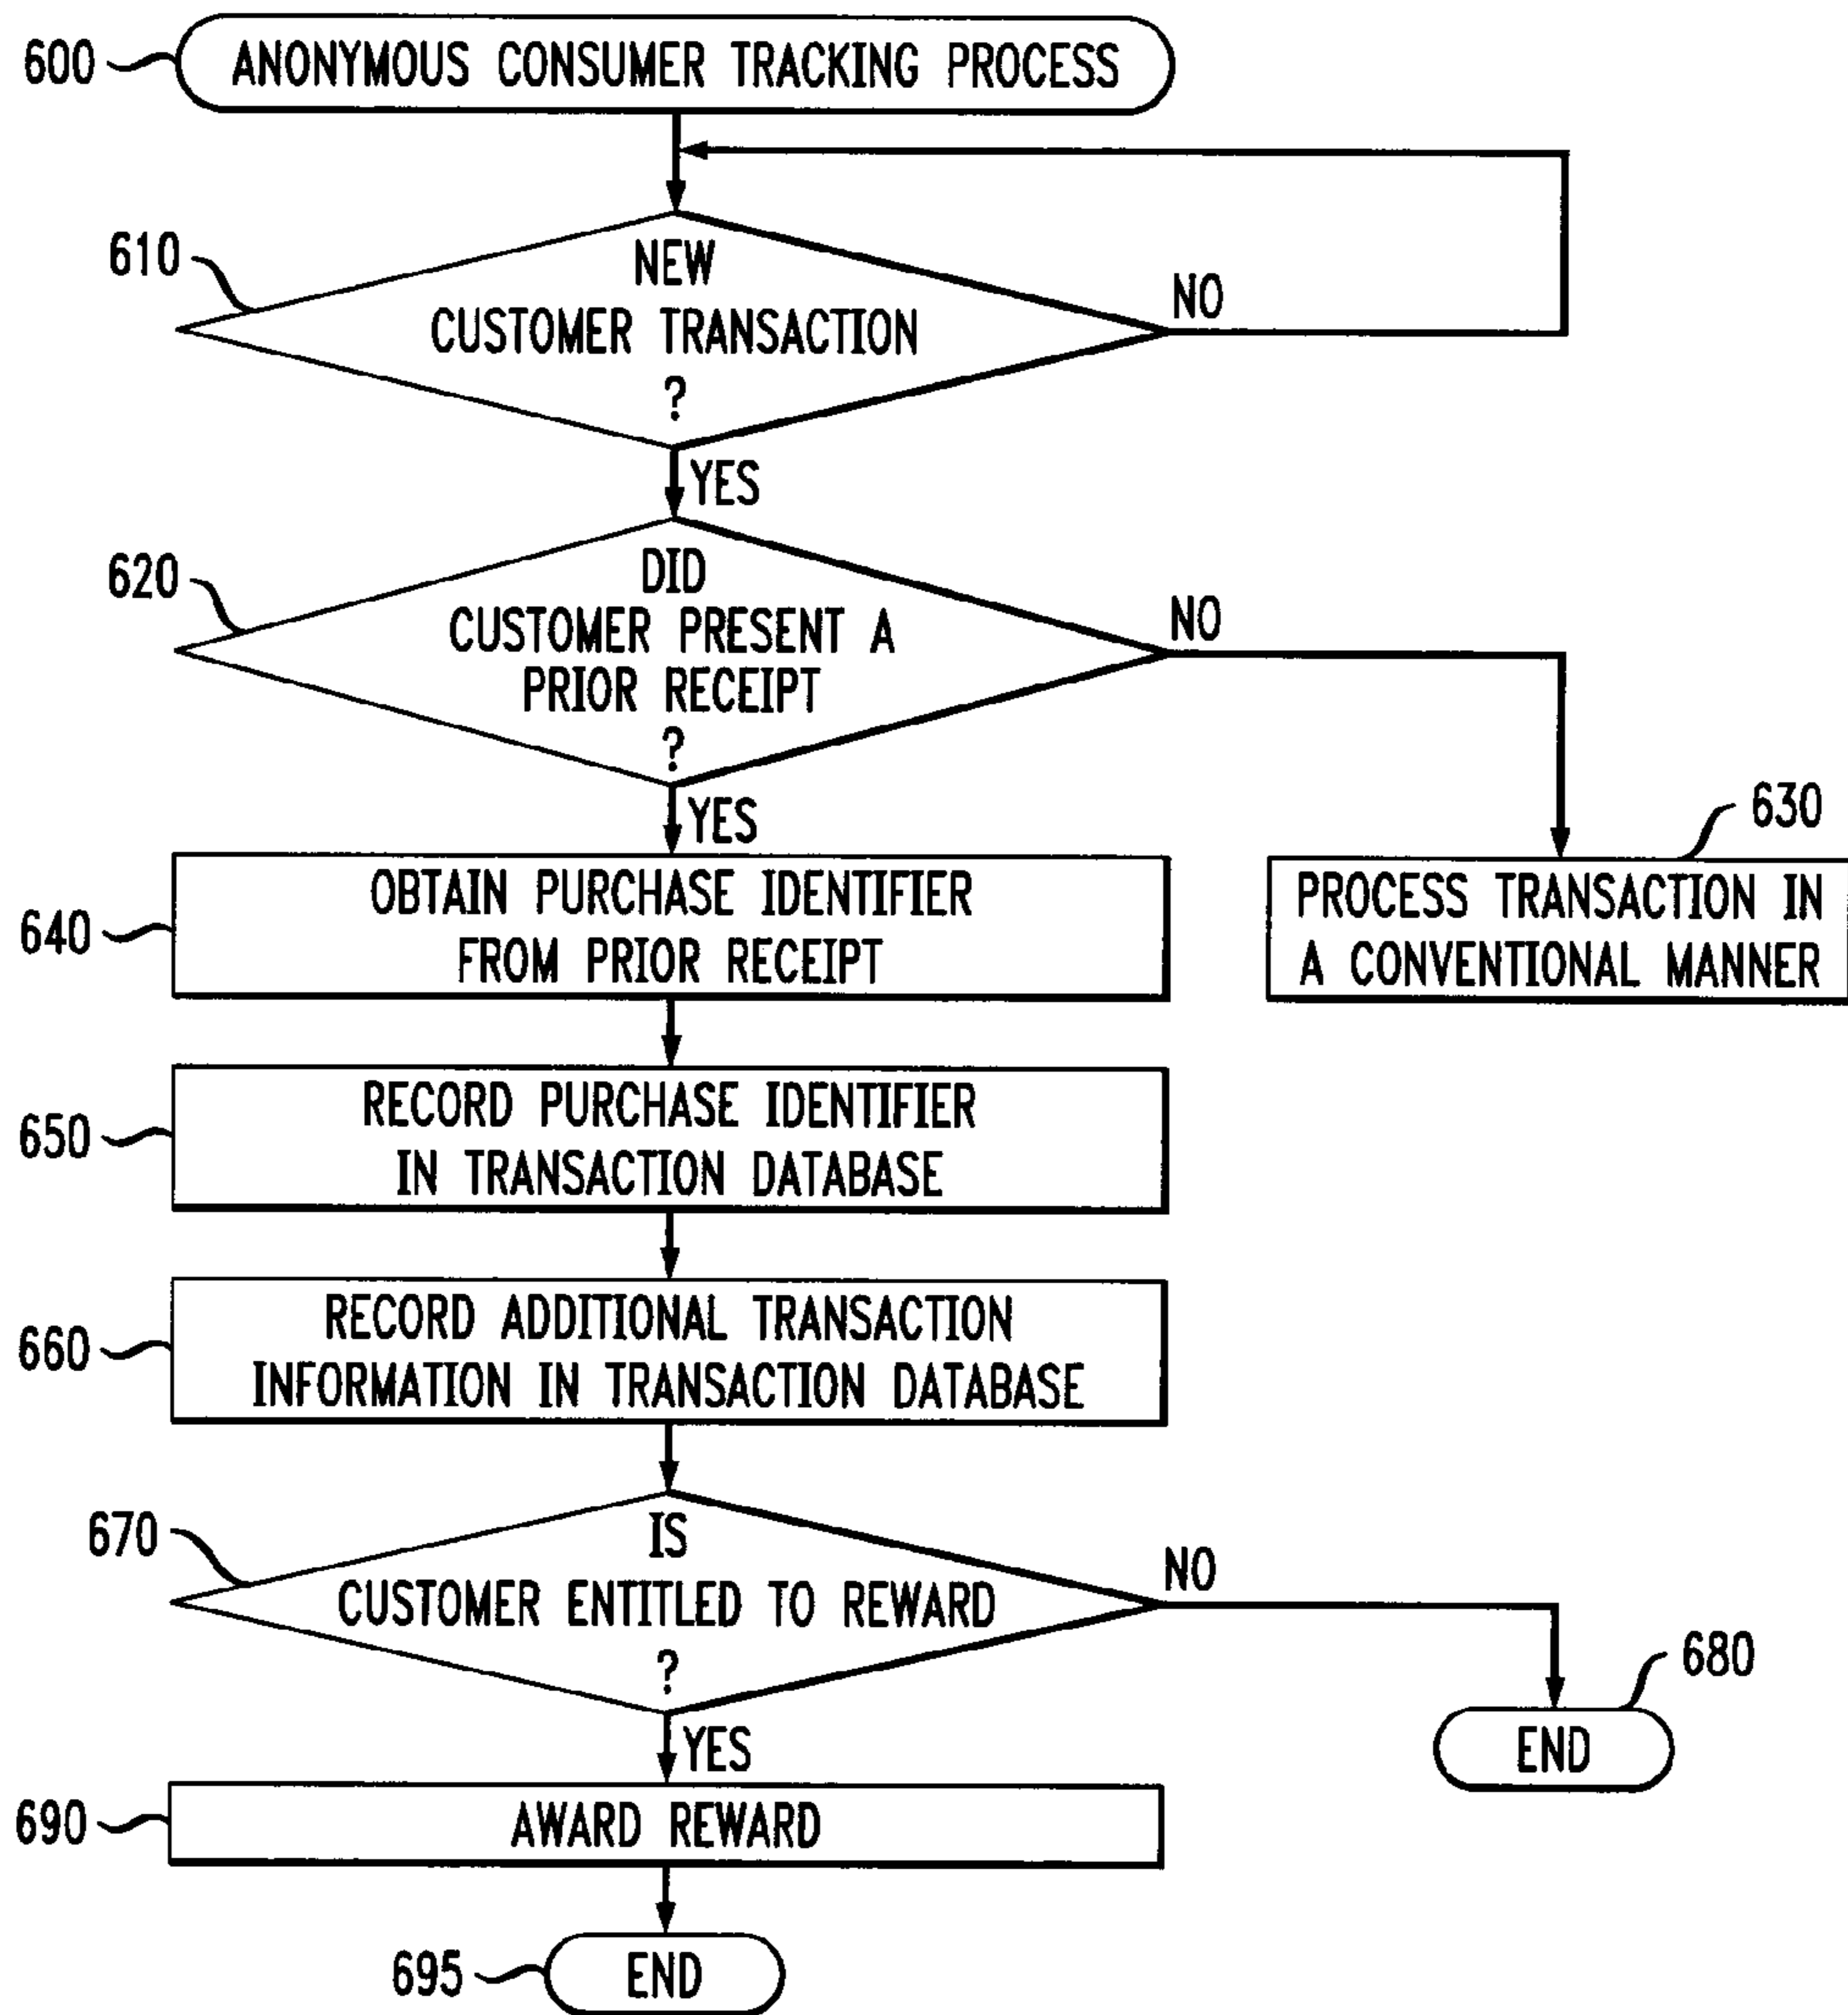 600
ANONYMOUS CONSUMER TRACKING PROCESS
610
NEW
CUSTOMER TRANSACTION
?
NO
YES
620
DID
CUSTOMER PRESENT A
PRIOR RECEIPT
?
NO
YES
630
PROCESS TRANSACTION IN
A CONVENTIONAL MANNER
640
OBTAIN PURCHASE IDENTIFIER
FROM PRIOR RECEIPT
650
RECORD PURCHASE IDENTIFIER
IN TRANSACTION DATABASE
660
RECORD ADDITIONAL TRANSACTION
INFORMATION IN TRANSACTION DATABASE
670
IS
CUSTOMER ENTITLED TO REWARD
?
NO
YES
680
END
690
AWARD REWARD
695
END